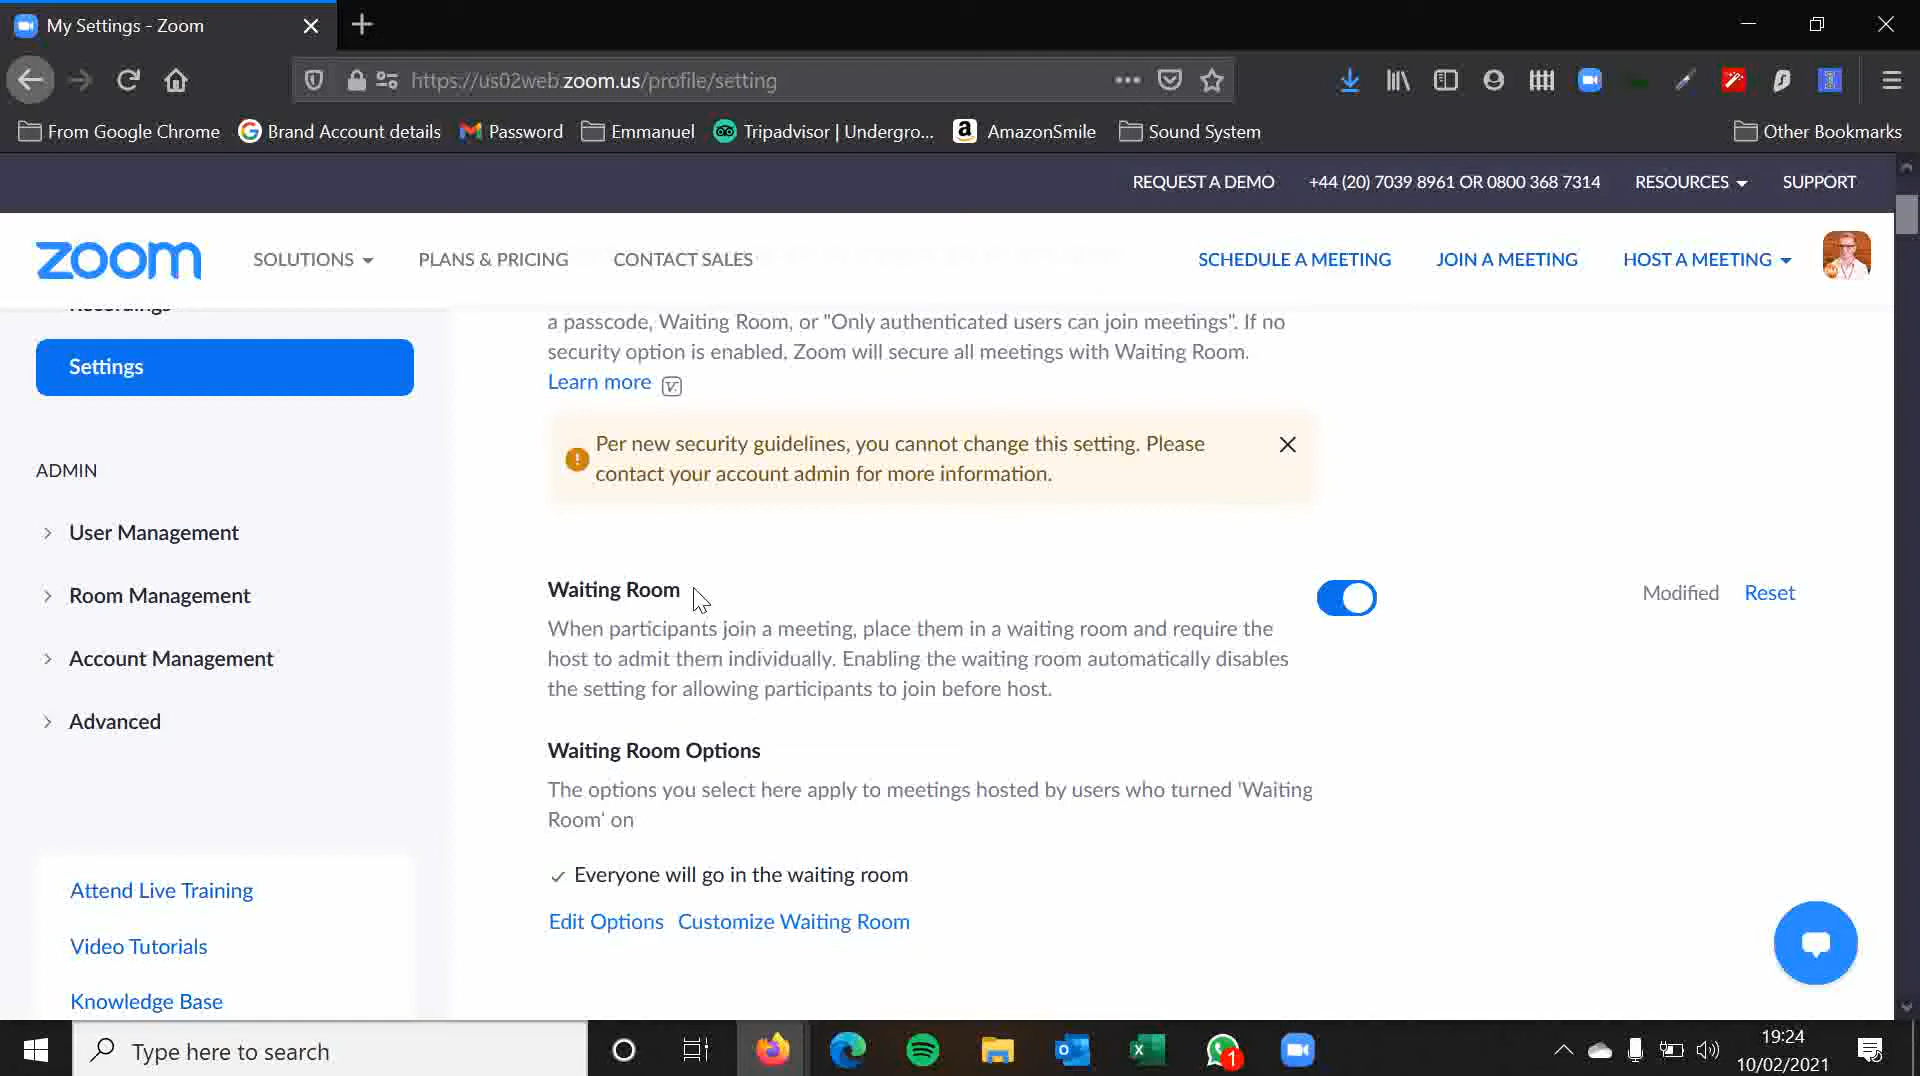 My Settings - Zoom
https://us02web.zoom.us/profile/setting
From Google Chrome
Brand Account details
Password
Emmanuel
Tripadvisor | Undergro...
AmazonSmile
Sound System
Other Bookmarks
REQUEST A DEMO
+44 (20) 7039 8961 OR 0800 368 7314
RESOURCES
SUPPORT
zoom
SOLUTIONS
PLANS & PRICING
CONTACT SALES
SCHEDULE A MEETING
JOIN A MEETING
HOST A MEETING
Recordings
Settings
ADMIN
User Management
Room Management
Account Management
Advanced
Attend Live Training
Video Tutorials
Knowledge Base
a passcode, Waiting Room, or "Only authenticated users can join meetings". If no
security option is enabled, Zoom will secure all meetings with Waiting Room.
Learn more
Per new security guidelines, you cannot change this setting. Please
contact your account admin for more information.
Waiting Room
Modified
Reset
When participants join a meeting, place them in a waiting room and require the
host to admit them individually. Enabling the waiting room automatically disables
the setting for allowing participants to join before host.
Waiting Room Options
The options you select here apply to meetings hosted by users who turned 'Waiting
Room' on
Everyone will go in the waiting room
Edit Options
Customize Waiting Room
Type here to search
1
19:24
10/02/2021